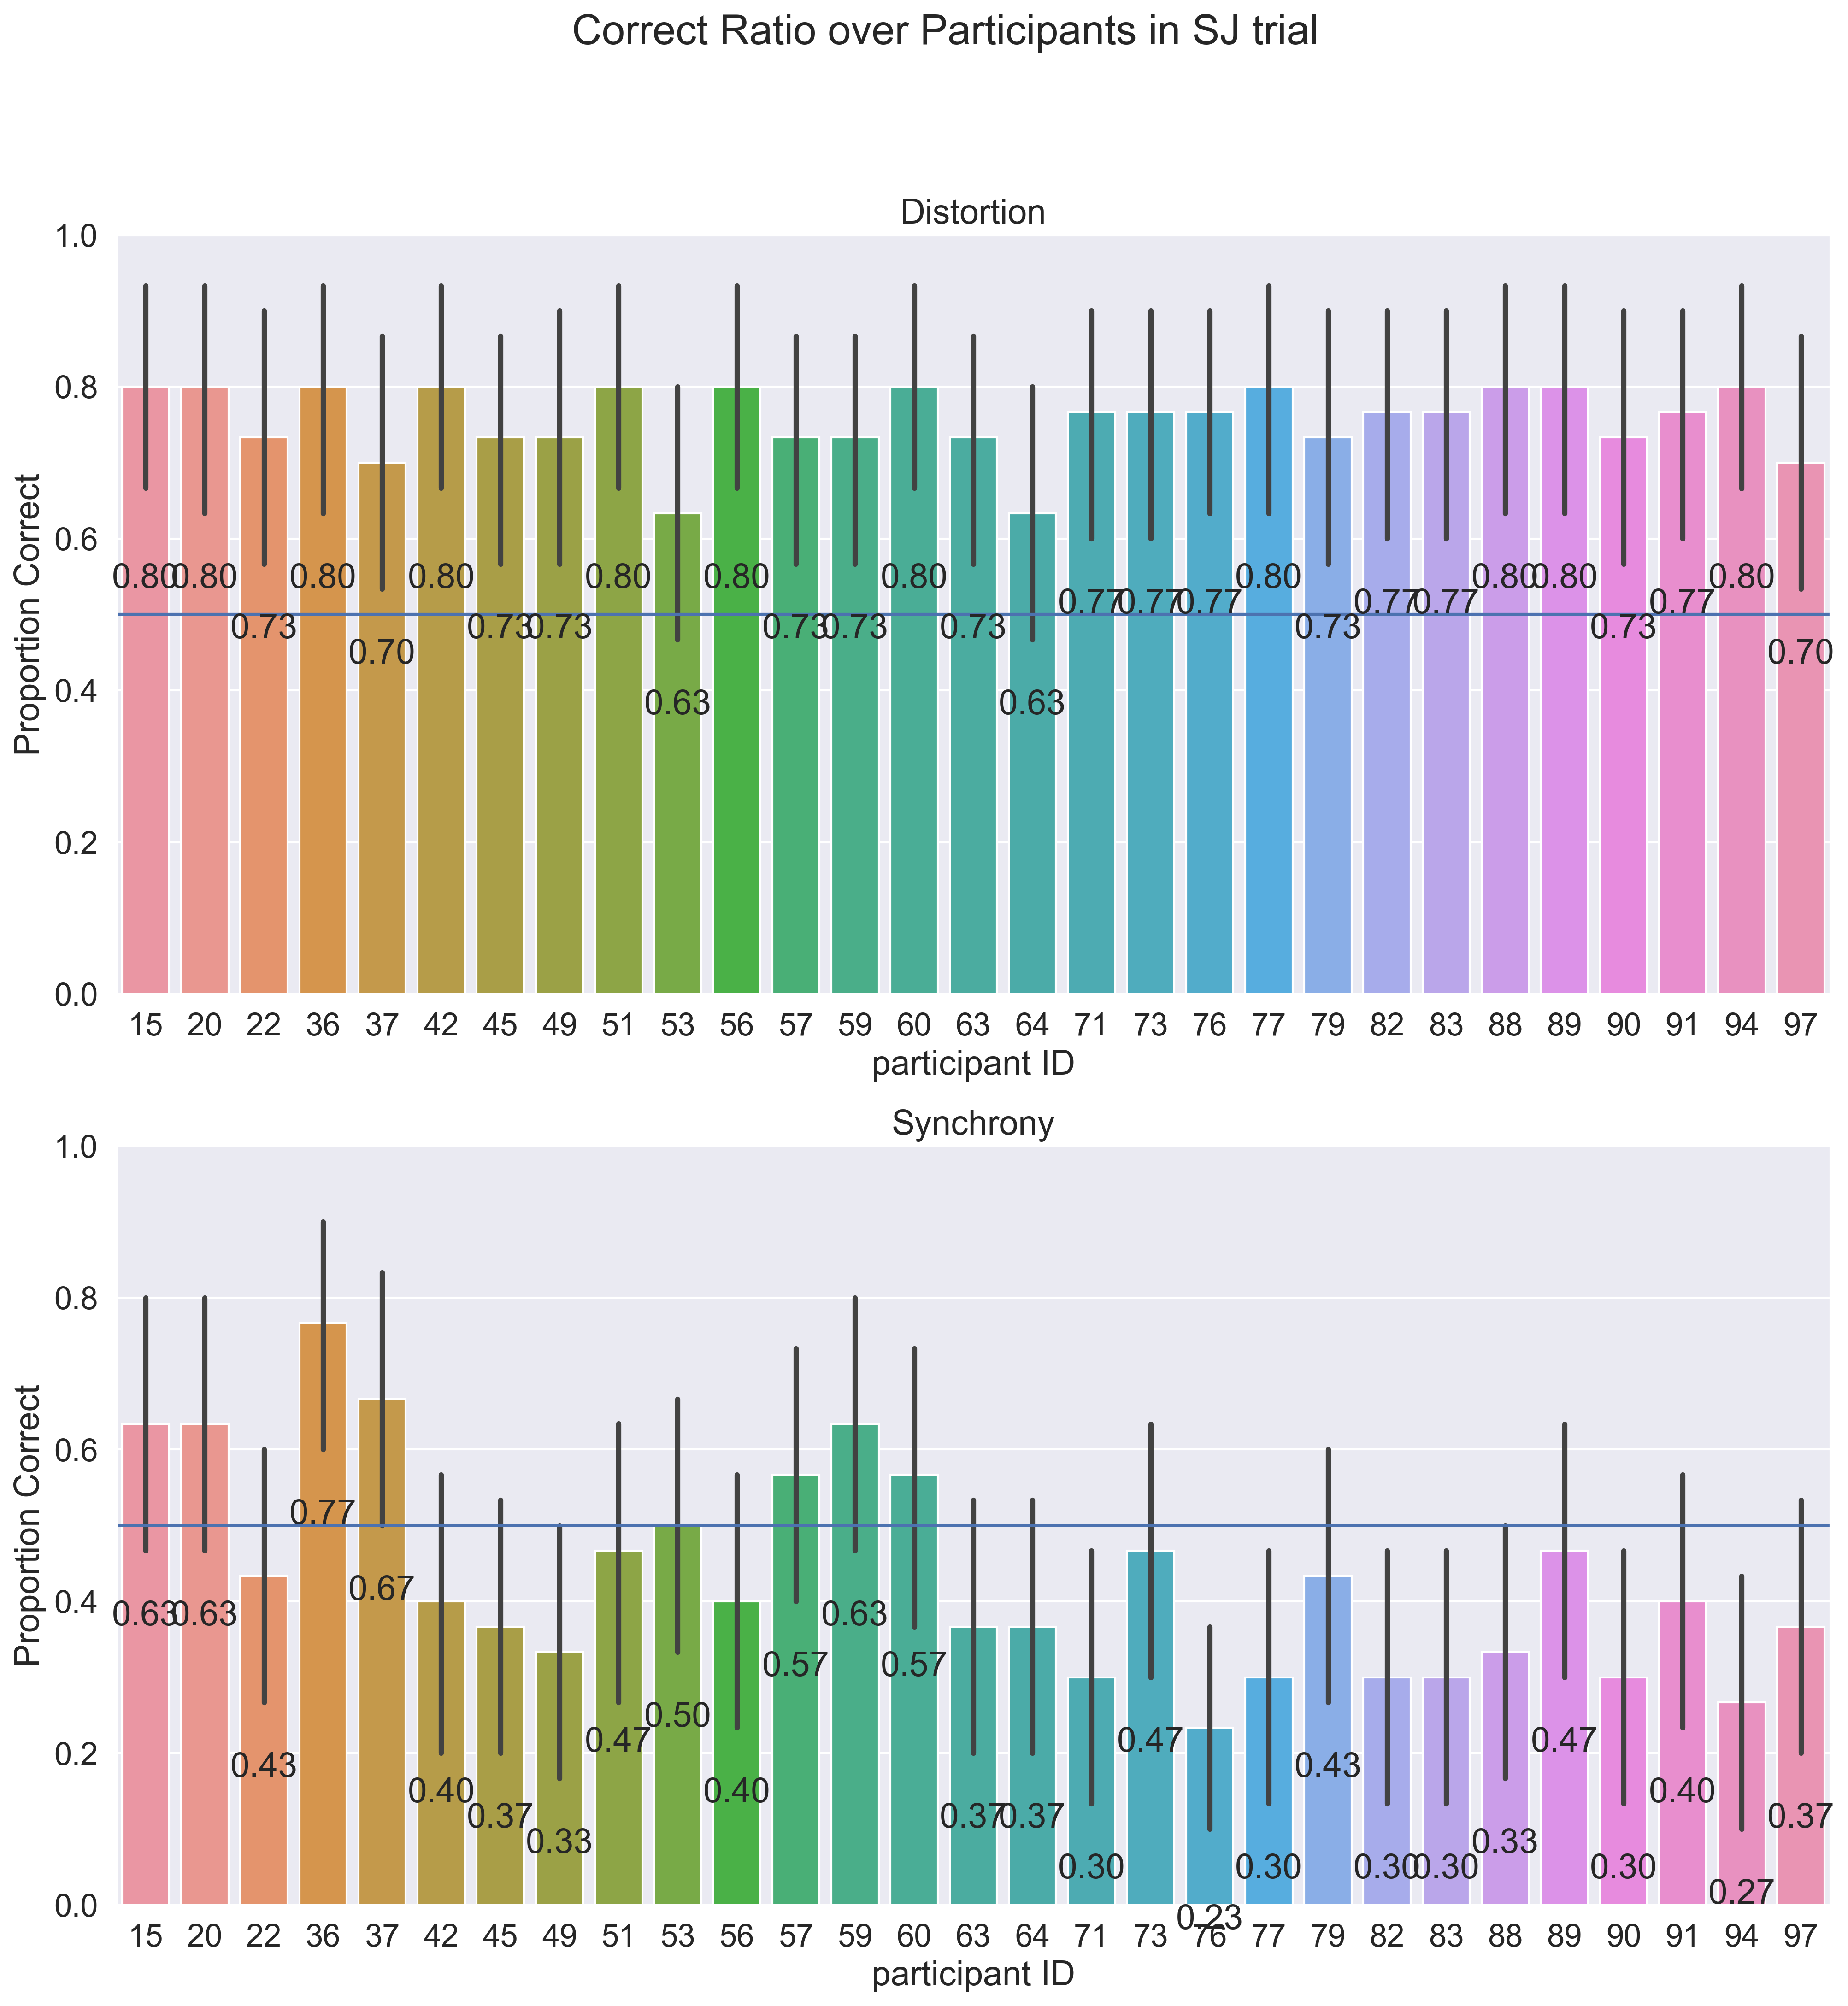 Correct Ratio over Participants in SJ trial
Distortion
1.0
0.8
0.6
0.4
0.2
0.0
Proportion Correct
0.80 0.80 0.73 0.80 0.70 0.80 0.73 0.73 0.80 0.63 0.80 0.73 0.73 0.80 0.73 0.63 0.77 0.77 0.77 0.80 0.73 0.77 0.77 0.80 0.80 0.73 0.77 0.80 0.70
15 20 22 36 37 42 45 49 51 53 56 57 59 60 63 64 71 73 76 77 79 82 83 88 89 90 91 94 97
participant ID
Synchrony
1.0
0.8
0.6
0.4
0.2
0.0
Proportion Correct
0.63 0.63 0.43 0.77 0.67 0.40 0.37 0.33 0.47 0.50 0.40 0.57 0.63 0.57 0.37 0.37 0.30 0.47 0.23 0.30 0.43 0.30 0.30 0.33 0.47 0.30 0.40 0.27 0.37
15 20 22 36 37 42 45 49 51 53 56 57 59 60 63 64 71 73 76 77 79 82 83 88 89 90 91 94 97
participant ID